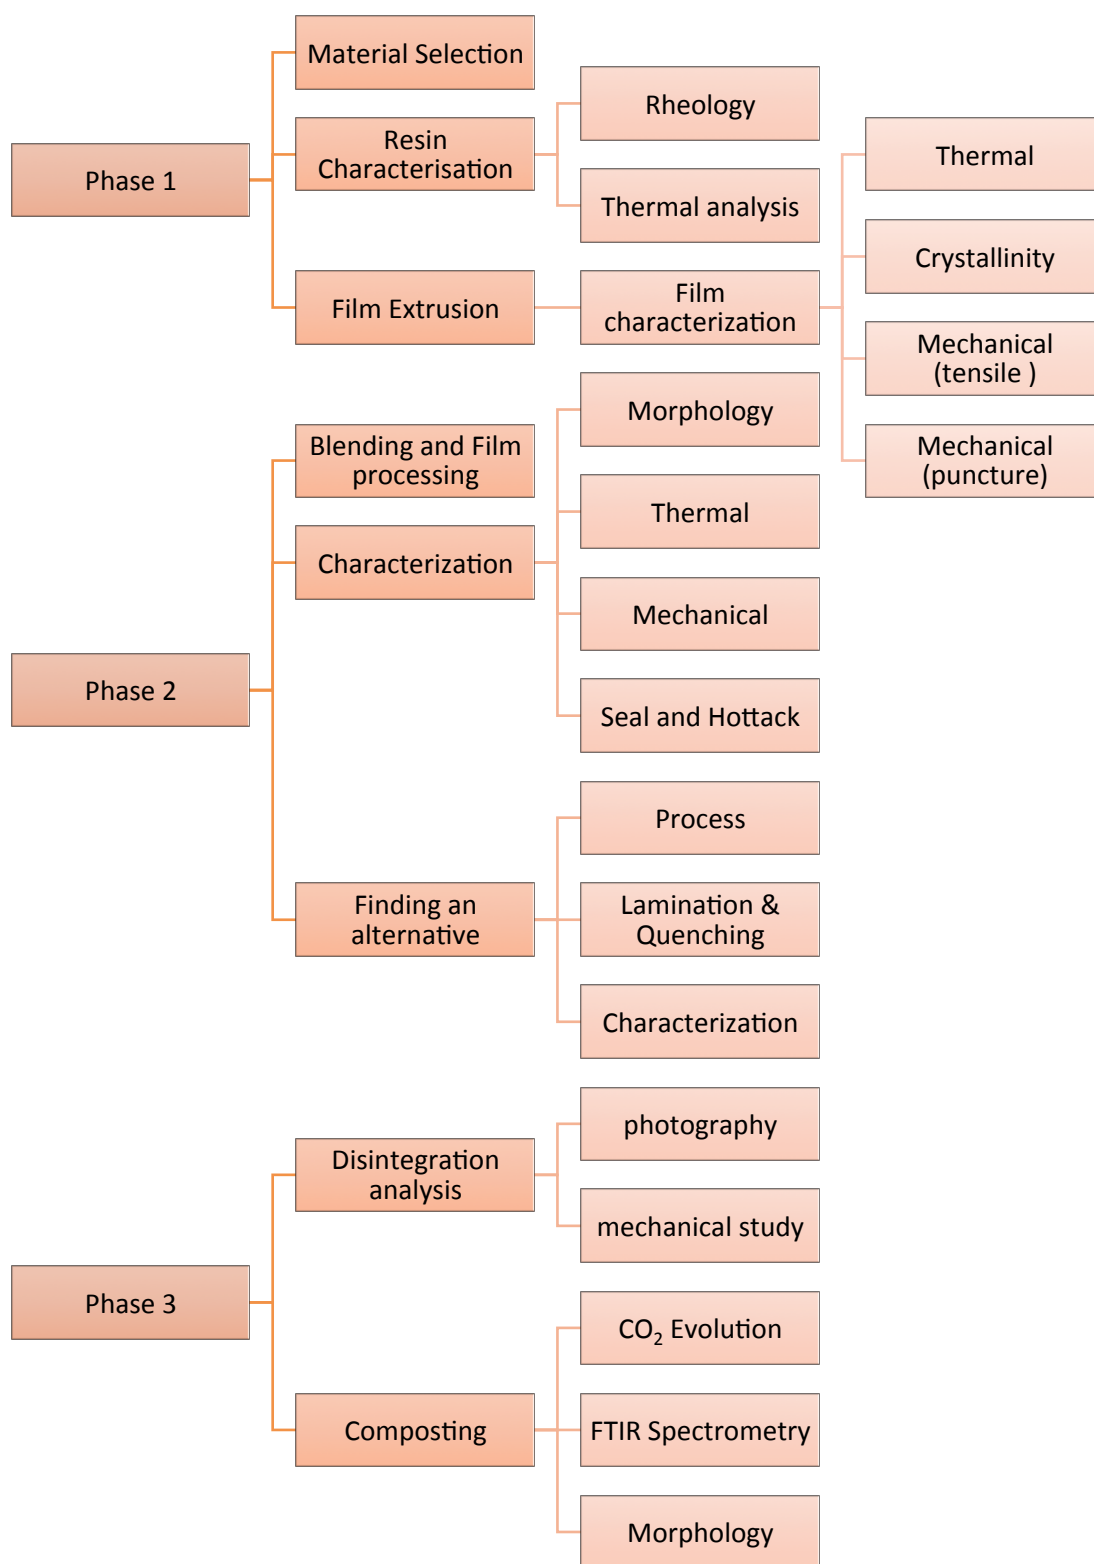 Phase 1
Material Selection
Resin
Characterisation
Rheology
Thermal analysis
Film Extrusion
Film
characterization
Thermal
Crystallinity
Mechanical
(tensile )
Mechanical
(puncture)
Phase 2
Blending and Film
processing
Characterization
Morphology
Thermal
Mechanical
Seal and Hottack
Finding an
alternative
Process
Lamination &
Quenching
Characterization
Phase 3
Disintegration
analysis
photography
mechanical study
Composting
CO₂ Evolution
FTIR Spectrometry
Morphology